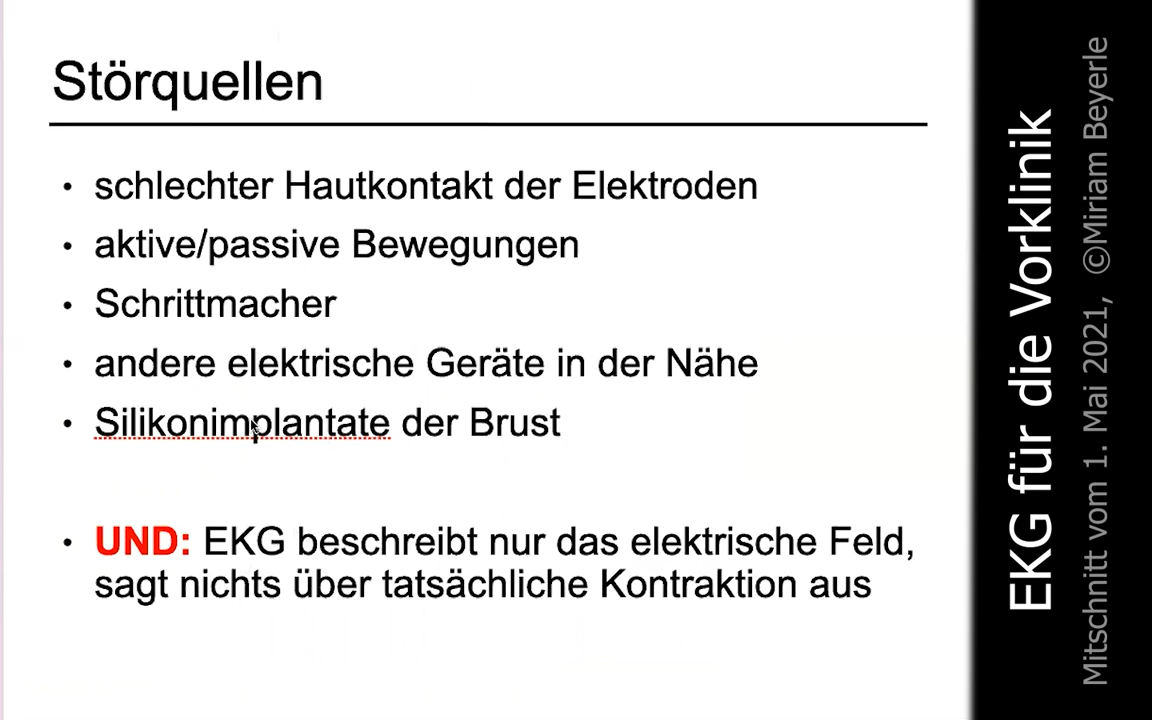 Störquellen
• schlechter Hautkontakt der Elektroden
• aktive/passive Bewegungen
• Schrittmacher
• andere elektrische Geräte in der Nähe
• Silikonimplantate der Brust
• UND: EKG beschreibt nur das elektrische Feld,
sagt nichts über tatsächliche Kontraktion aus
EKG für die Vorklinik
Mitschnitt vom 1. Mai 2021, ©Miriam Beyerle